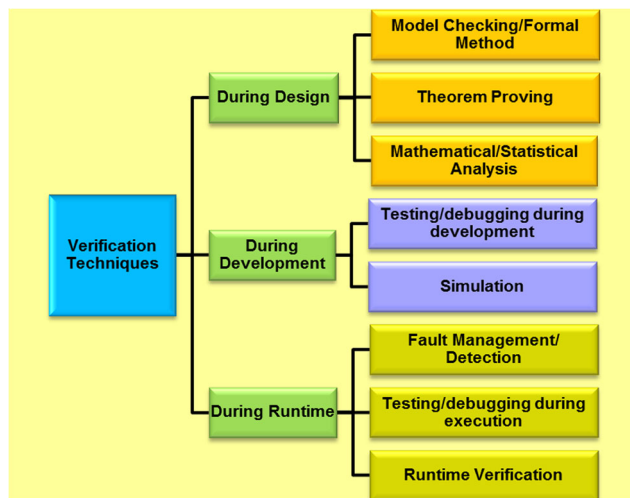 Verification
Techniques
During Design
Model Checking/Formal
Method
Theorem Proving
Mathematical/Statistical
Analysis
During
Development
Testing/debugging during
development
Simulation
During Runtime
Fault Management/
Detection
Testing/debugging during
execution
Runtime Verification